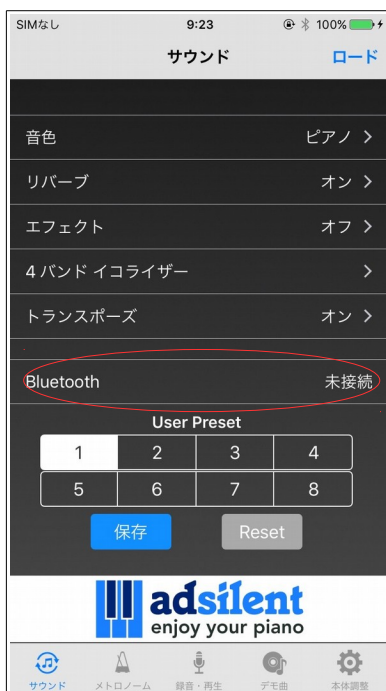 SIMなし 9:23 100%
サウンド ロード
音色 ピアノ
リバーブ オン
エフェクト オフ
4 バンド イコライザー
トランスポーズ オン
Bluetooth 未接続
User Preset
1 2 3 4
5 6 7 8
保存 Reset
adsilent
enjoy your piano
サウンド メトロノーム 録音・再生 デモ曲 本体調整